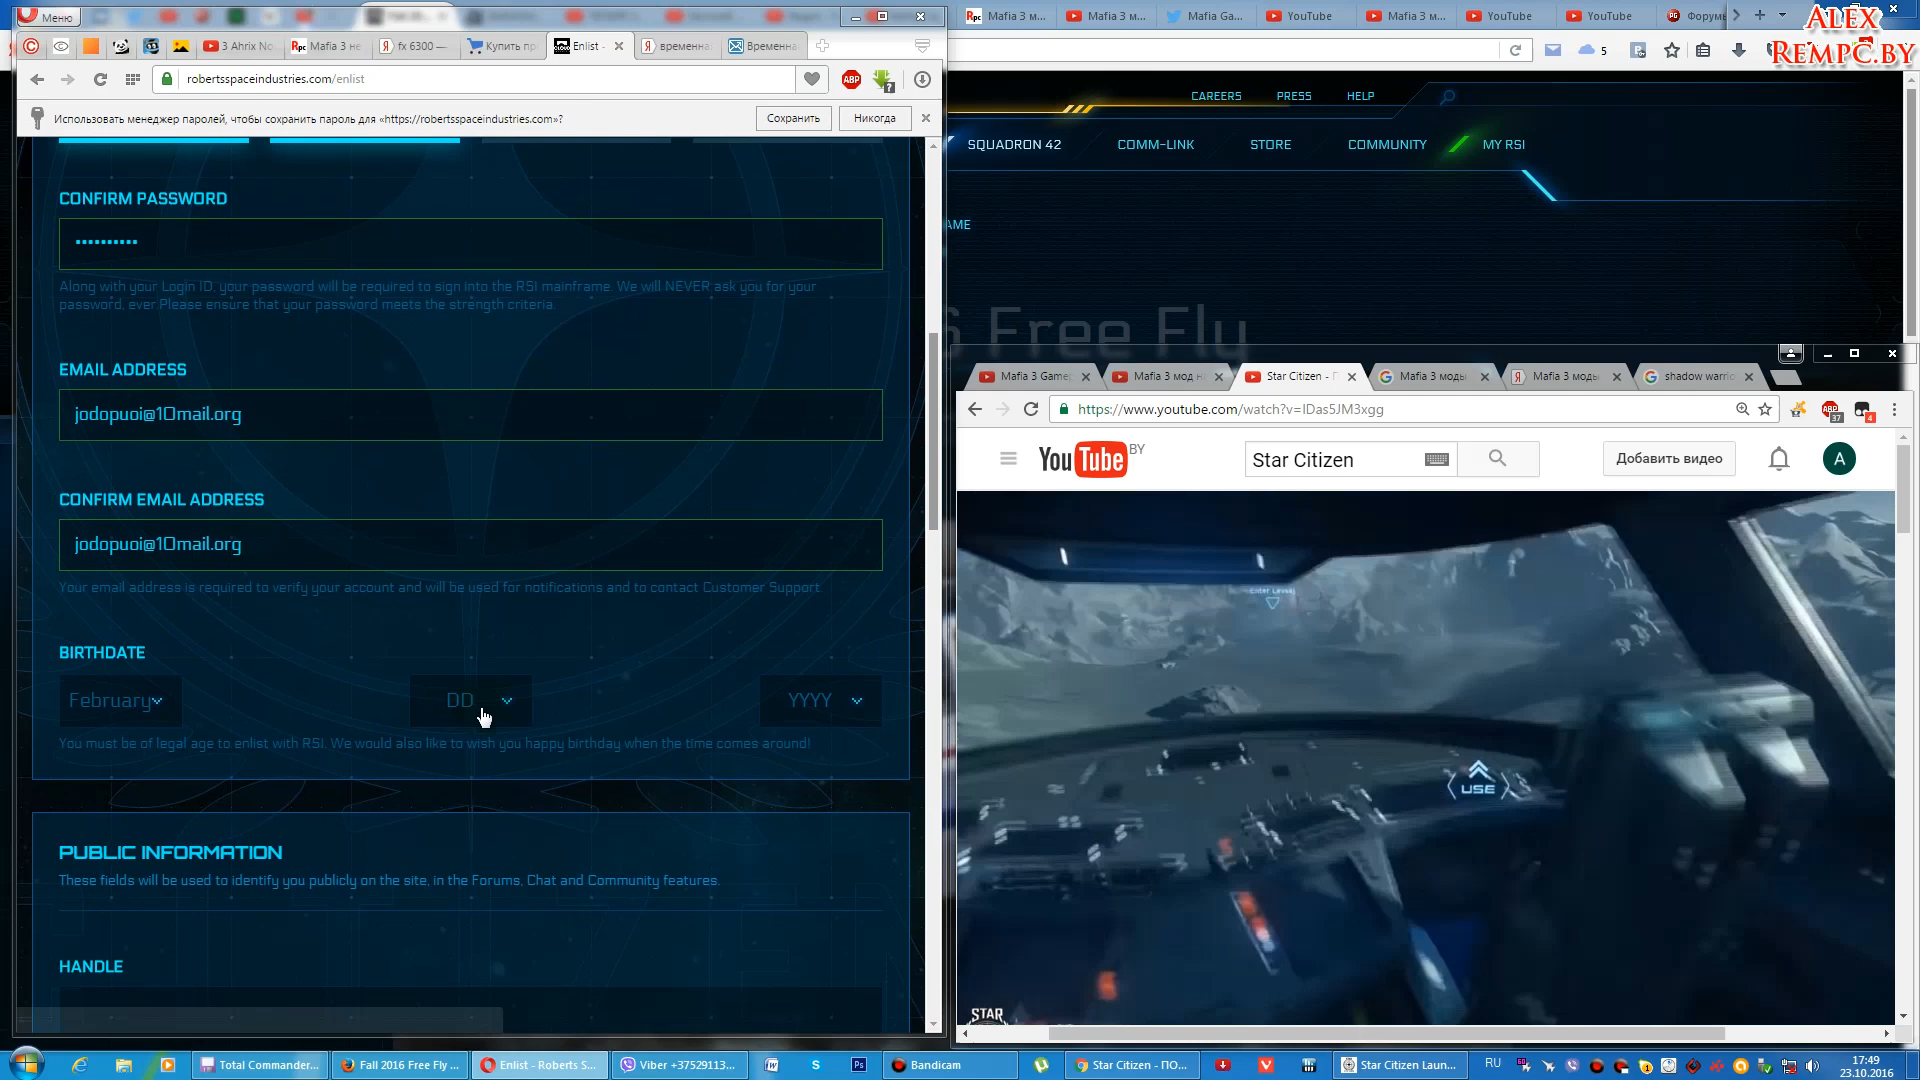 Меню
3 Ahrix No
Mafia 3 не
fx 6300 —
Купить пр
Enlist -
временна
Временна
robertsspaceindustries.com/enlist
Использовать менеджер паролей, чтобы сохранить пароль для «https://robertsspaceindustries.com»?
Сохранить
Никогда
CONFIRM PASSWORD
Along with your Login ID, your password will be required to sign into the RSI mainframe. We will NEVER ask you for your
password, ever.Please ensure that your password meets the strength criteria.
EMAIL ADDRESS
jodopuoi@10mail.org
CONFIRM EMAIL ADDRESS
jodopuoi@10mail.org
Your email address is required to verify your account and will be used for notifications and to contact Customer Support.
BIRTHDATE
February
DD
YYYY
You must be of legal age to enlist with RSI. We would also like to wish you happy birthday when the time comes around!
PUBLIC INFORMATION
These fields will be used to identify you publicly on the site, in the Forums, Chat and Community features.
HANDLE
Mafia 3 м...
Mafia 3 м...
Mafia Ga...
YouTube
Mafia 3 м...
YouTube
YouTube
Форумы
ALEX
REMPC.BY
5
CAREERS
PRESS
HELP
SQUADRON 42
COMM-LINK
STORE
COMMUNITY
MY RSI
AME
6 Free Fly
Mafia 3 Game
Mafia 3 мод на
Star Citizen - П
Mafia 3 моды
Mafia 3 моды
shadow warrio
https://www.youtube.com/watch?v=IDas5JM3xgg
ABP
37
4
YouTube BY
Star Citizen
Добавить видео
A
USE
STAR
Total Commander...
Fall 2016 Free Fly ...
Enlist - Roberts S...
Viber +37529113...
Bandicam
Star Citizen - ПО...
Star Citizen Laun...
RU
17:49
23.10.2016